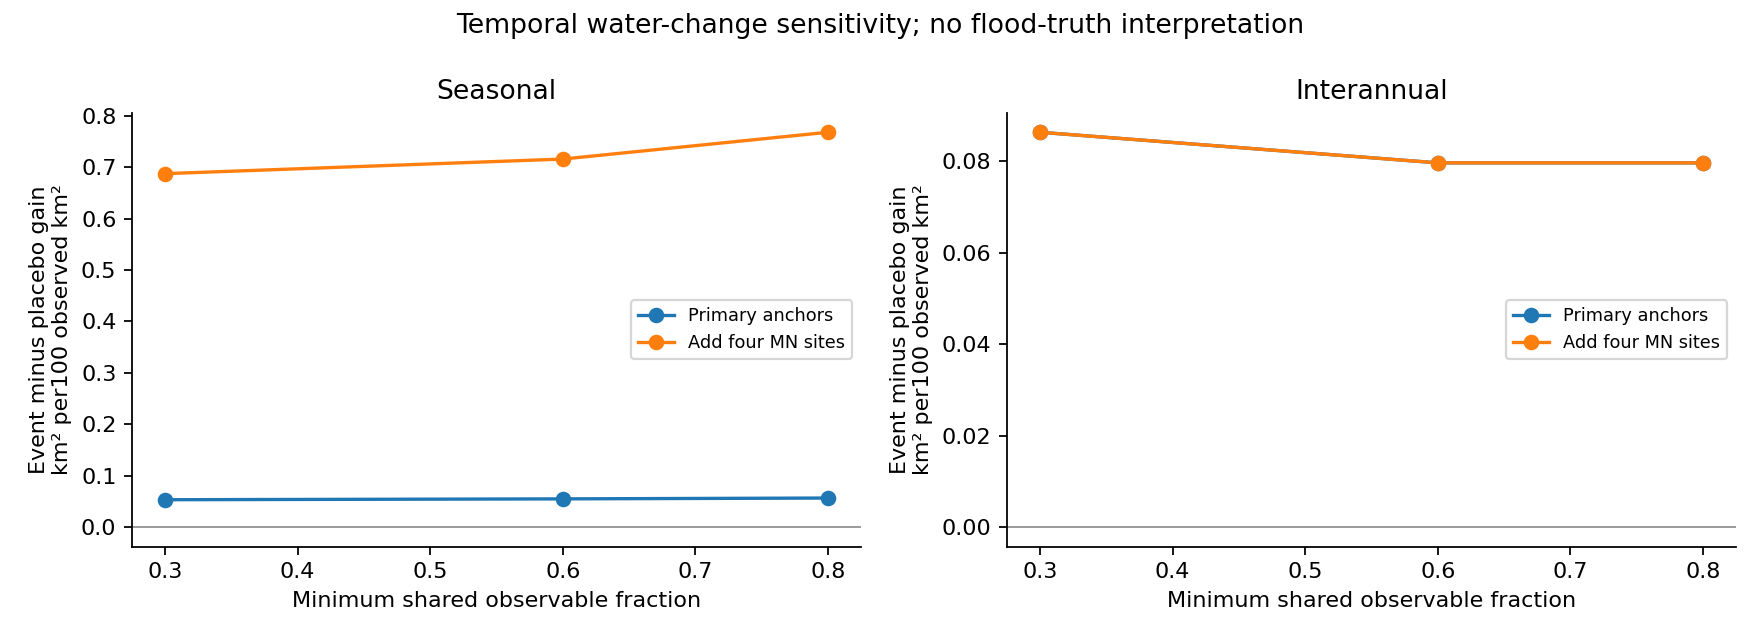 Temporal water-change sensitivity; no flood-truth interpretation
Seasonal
Event minus placebo gain
km² per100 observed km²
0.8
0.7
0.6
0.5
0.4
0.3
0.2
0.1
0.0
Primary anchors
Add four MN sites
0.3 0.4 0.5 0.6 0.7 0.8
Minimum shared observable fraction
Interannual
Event minus placebo gain
km² per100 observed km²
0.08
0.06
0.04
0.02
0.00
Primary anchors
Add four MN sites
0.3 0.4 0.5 0.6 0.7 0.8
Minimum shared observable fraction